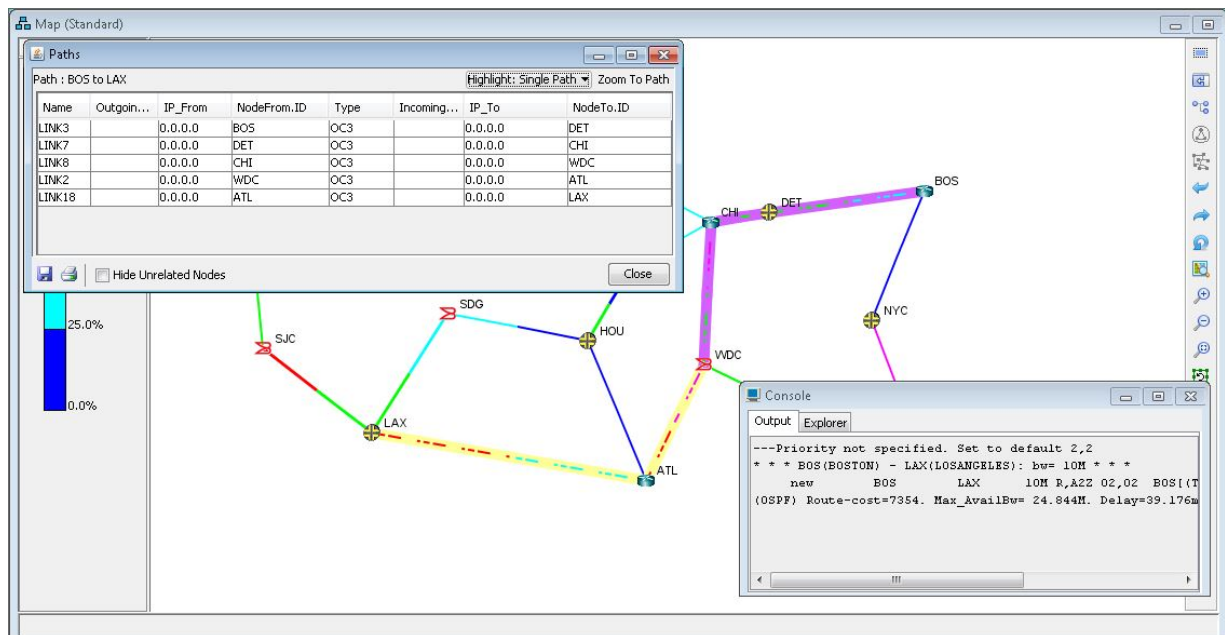 Map (Standard)
Paths
Path : BOS to LAX
Highlight: Single Path
Zoom To Path
Name Outgoin... IP_From NodeFrom.ID Type Incoming... IP_To NodeTo.ID
LINK3 0.0.0.0 BOS OC3 0.0.0.0 DET
LINK7 0.0.0.0 DET OC3 0.0.0.0 CHI
LINK8 0.0.0.0 CHI OC3 0.0.0.0 WDC
LINK2 0.0.0.0 WDC OC3 0.0.0.0 ATL
LINK18 0.0.0.0 ATL OC3 0.0.0.0 LAX
Hide Unrelated Nodes
Close
BOS
DET
CHI
SDG
NYC
25.0%
HOU
SJC
WDC
0.0%
LAX
ATL
Console
Output Explorer
---Priority not specified. Set to default 2,2
* * * BOS(BOSTON) - LAX(LOSANGELES): bw= 10M * * *
new BOS LAX 10M R,A2Z 02,02 BOS[(T
(OSPF) Route-cost=7354. Max_AvailBw= 24.844M. Delay=39.176m